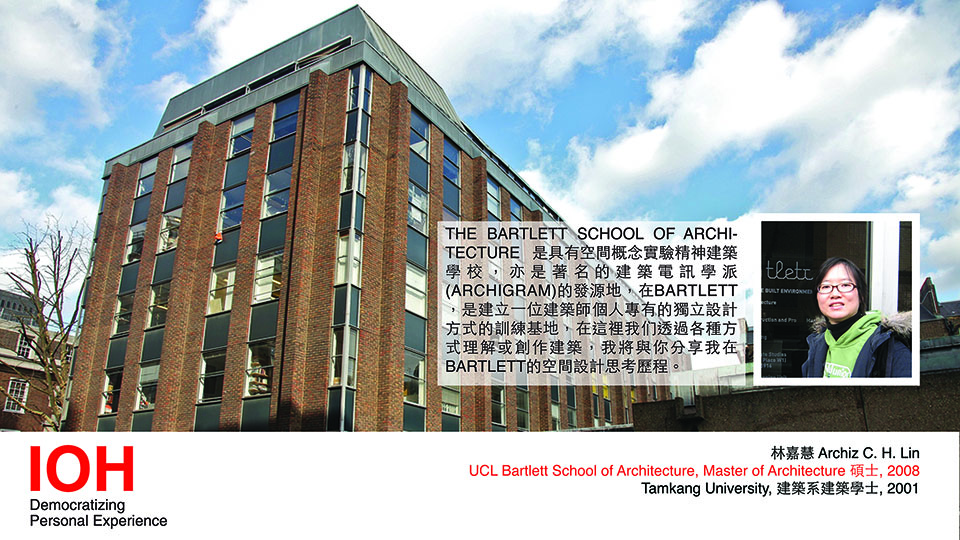 THE BARTLETT SCHOOL OF ARCHI-
TECTURE 是具有空間概念實驗精神建築
學校，亦是著名的建築電訊學派
(ARCHIGRAM)的發源地，在BARTLETT
，是建立一位建築師個人專有的獨立設計
方式的訓練基地，在這裡我們透過各種方
式理解或創作建築，我將與你分享我在
BARTLETT的空間設計思考歷程。
tlett
E BUILT ENVIRONMEN
IOH
Democratizing
Personal Experience
林嘉慧 Archiz C. H. Lin
UCL Bartlett School of Architecture, Master of Architecture 碩士, 2008
Tamkang University, 建築系建築學士, 2001